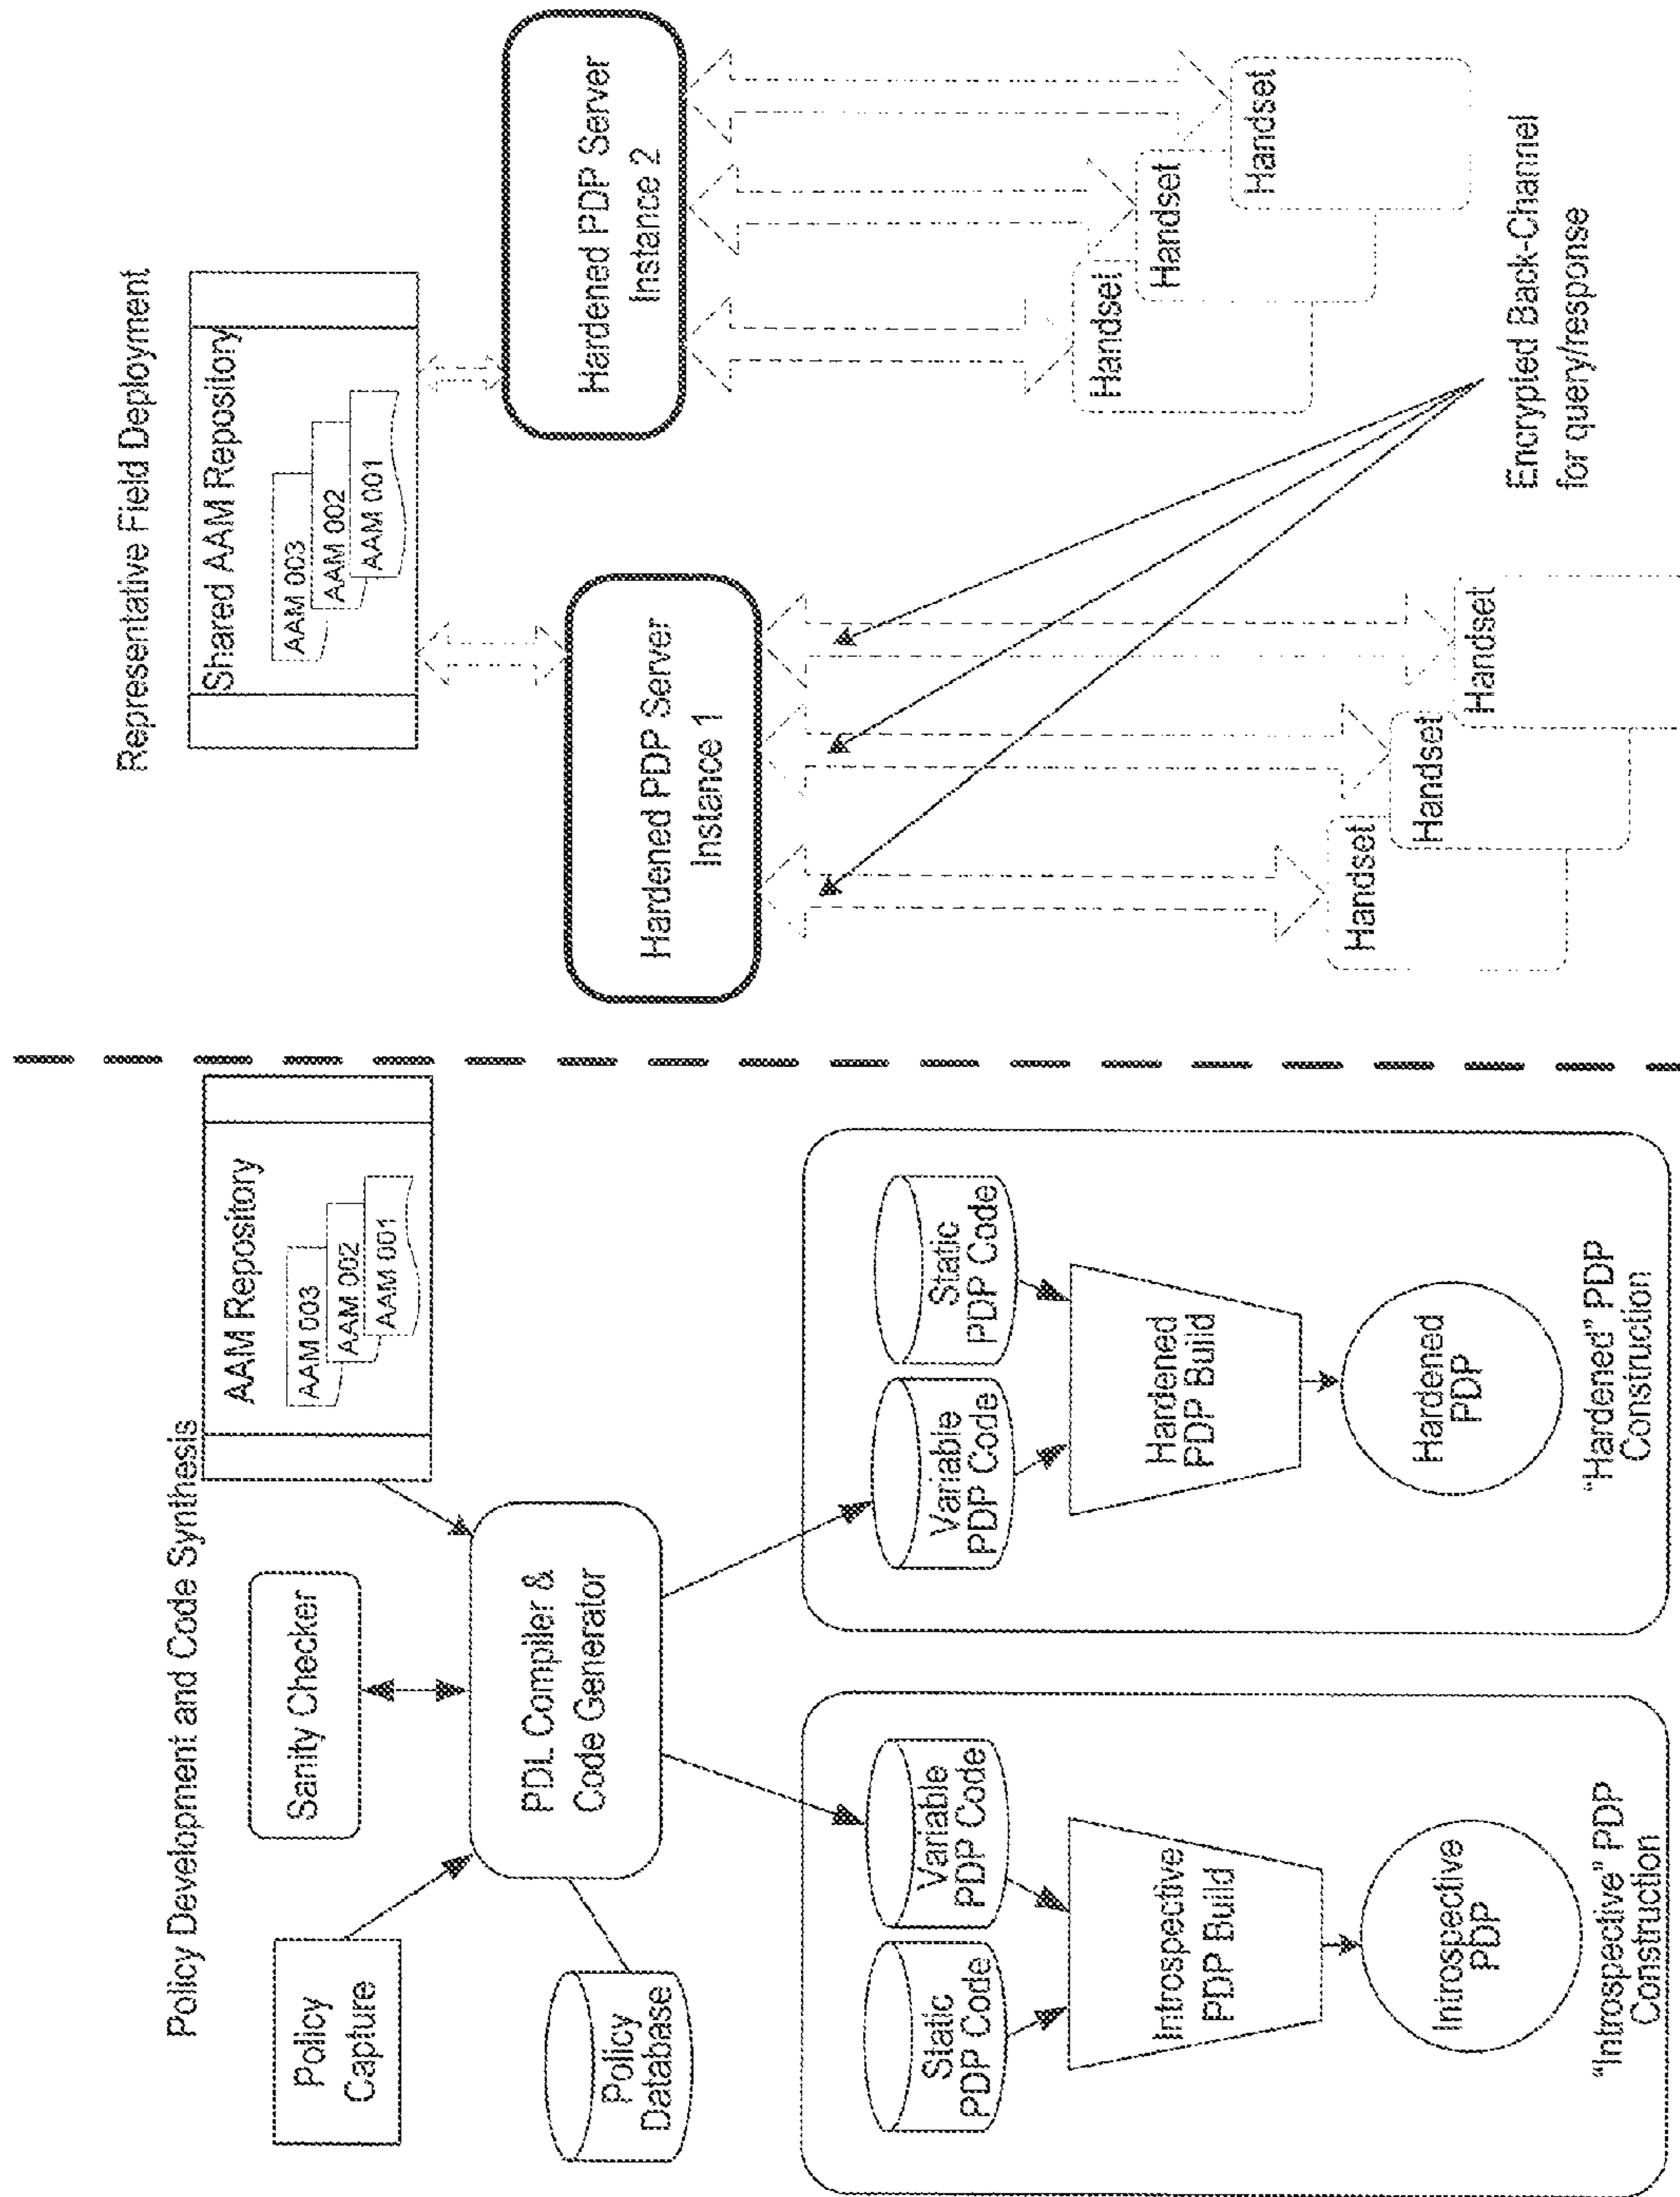 Policy Development and Code Synthesis
Policy
Capture
Sanity Checker
AAM Repository
AAM 003
AAM 002
AAM 001
Policy
Database
PDL Compiler &
Code Generator
Static
PDP Code
Variable
PDP Code
Introspective
PDP Build
Introspective
PDP
"Introspective" PDP
Construction
Variable
PDP Code
Static
PDP Code
Hardened
PDP Build
Hardened
PDP
"Hardened" PDP
Construction
Representative Field Deployment
Shared AAM Repository
AAM 003
AAM 002
AAM 001
Hardened PDP Server
Instance 1
Hardened PDP Server
Instance 2
Handset
Handset
Handset
Handset
Handset
Handset
Encrypted Back-Channel
for query/response